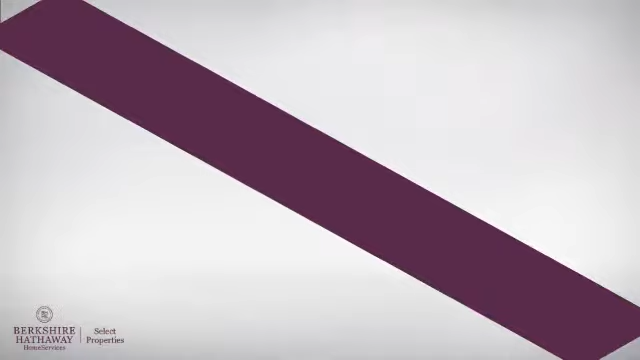 BERKSHIRE
HATHAWAY
HomeServices
Select
Properties